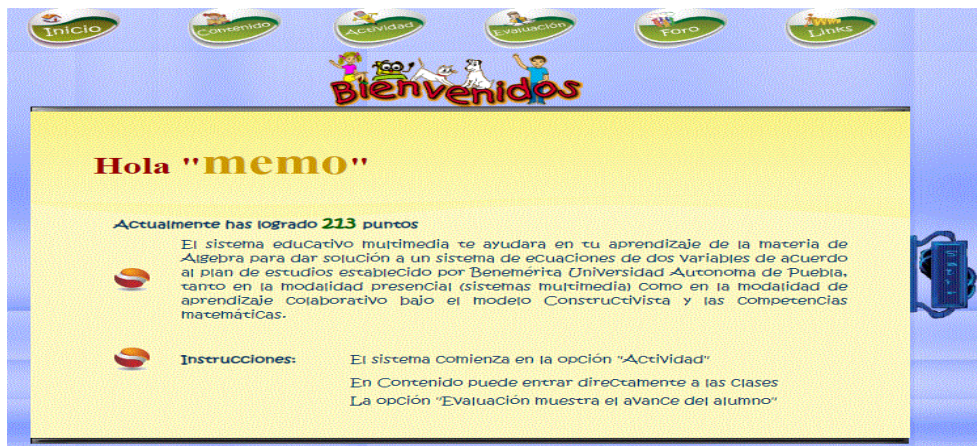 Inicio
Contenido
Actividad
Evaluación
Foro
Links
Bienvenidos
Hola "memo"
Actualmente has logrado 213 puntos
El sistema educativo multimedia te ayudara en tu aprendizaje de la materia de
Álgebra para dar solución a un sistema de ecuaciones de dos variables de acuerdo
al plan de estudios establecido por Benemérita Universidad Autonoma de Puebla,
tanto en la modalidad presencial (sistemas multimedia) como en la modalidad de
aprendizaje colaborativo bajo el modelo Constructivista y las competencias
matemáticas.
Instrucciones:
El sistema comienza en la opción "Actividad"
En Contenido puede entrar directamente a las clases
La opción "Evaluación muestra el avance del alumno"